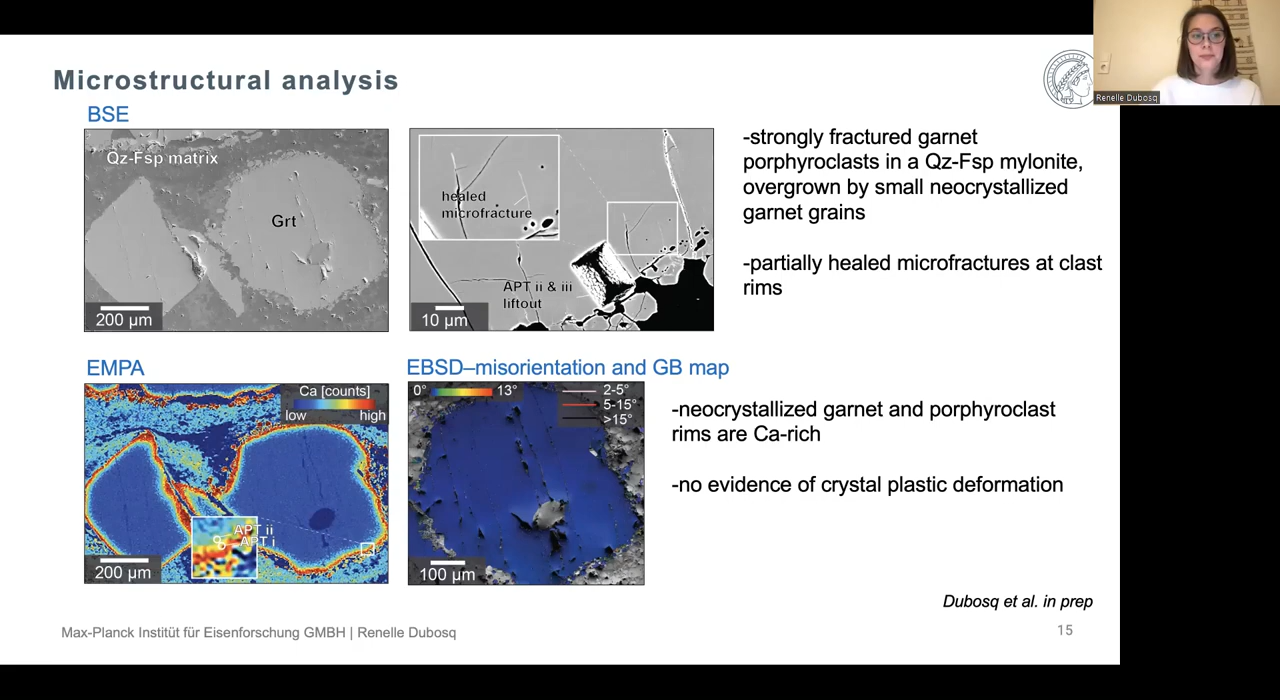 Microstructural analysis
BSE
Qz-Fsp matrix
Grt
200 µm
healed
microfracture
APT ii & iii
liftout
10 µm
-strongly fractured garnet
porphyroclasts in a Qz-Fsp mylonite,
overgrown by small neocrystallized
garnet grains
-partially healed microfractures at clast
rims
EMPA
Ca [counts]
low high
APT ii
APT i
200 µm
EBSD–misorientation and GB map
0° 13°
2-5°
5-15°
>15°
100 µm
-neocrystallized garnet and porphyroclast
rims are Ca-rich
-no evidence of crystal plastic deformation
Dubosq et al. in prep
Max-Planck Institüt für Eisenforschung GMBH | Renelle Dubosq
15
Renelle Dubosq